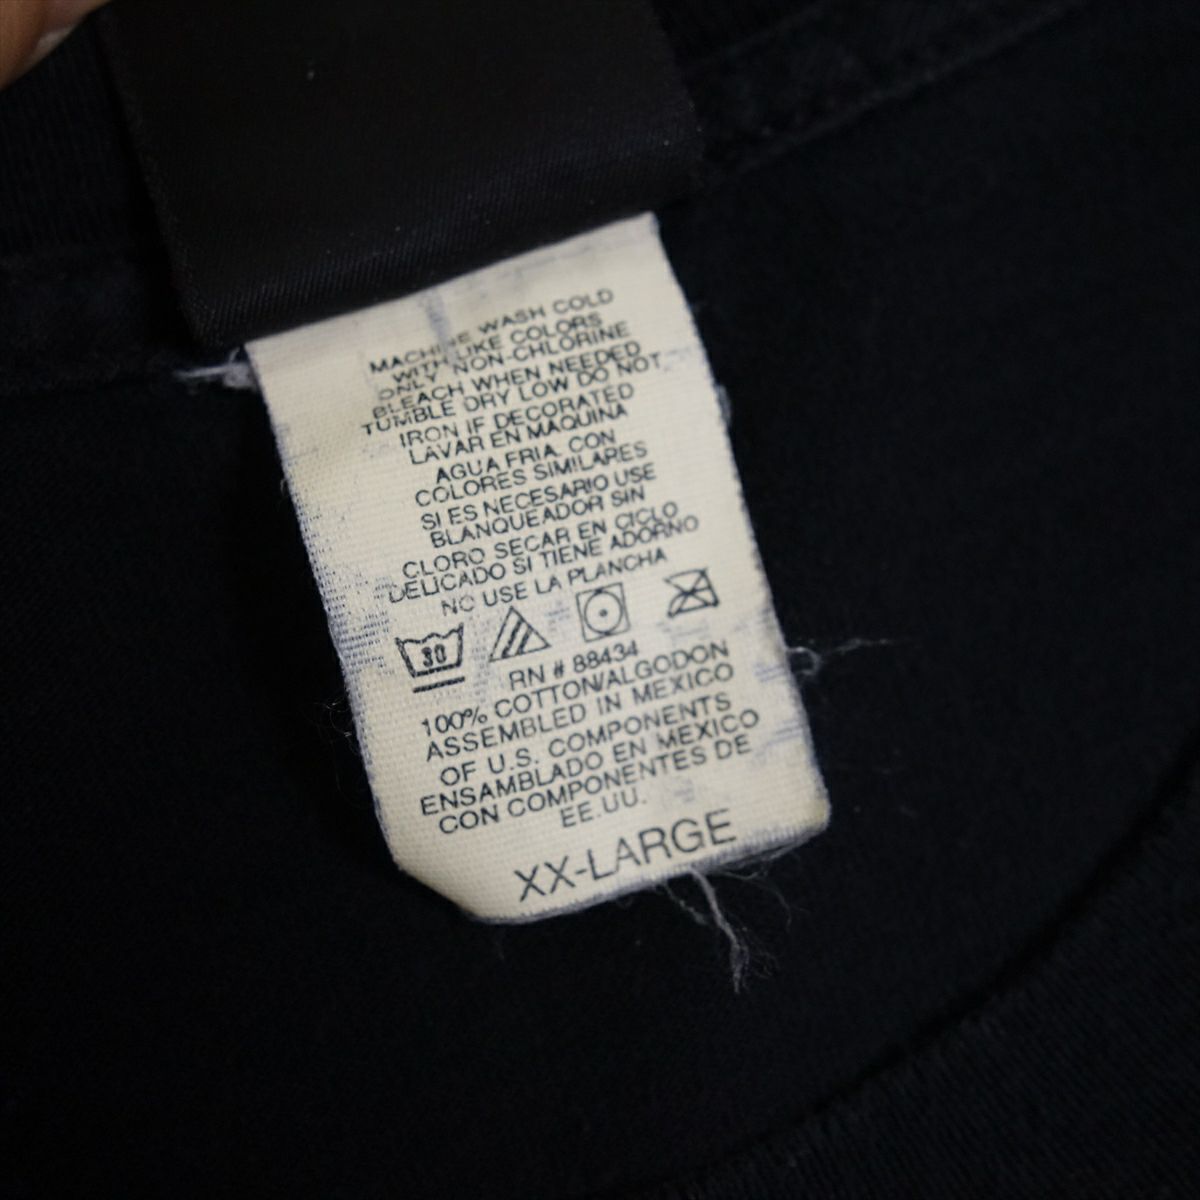 MACHINE WASH COLD
WITH LIKE COLORS
ONLY NON-CHLORINE
BLEACH WHEN NEEDED
TUMBLE DRY LOW DO NOT
IRON IF DECORATED
LAVAR EN MAQUINA
AGUA FRIA. CON
COLORES SIMILARES
SI ES NECESARIO USE
BLANQUEADOR SIN
CLORO SECAR EN CICLO
DELICADO SI TIENE ADORNO
NO USE LA PLANCHA
30
RN # 88434
100% COTTON/ALGODON
ASSEMBLED IN MEXICO
OF U.S. COMPONENTS
ENSAMBLADO EN MEXICO
CON COMPONENTES DE
EE.UU.
XX-LARGE